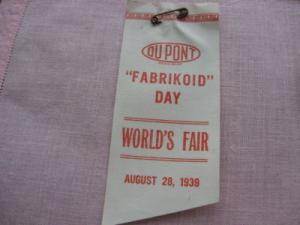 DU PONT
"FABRIKOID"
DAY
WORLD'S FAIR
AUGUST 28, 1939